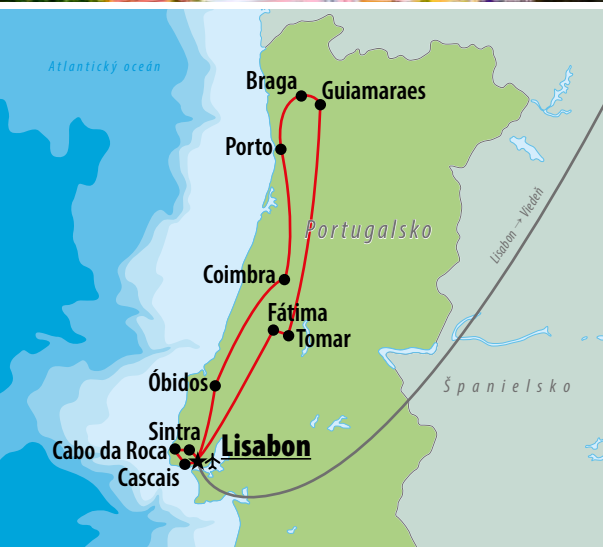 Atlantický oceán
Braga
Guiamaraes
Porto
Lisabon → Viedeň
Portugalsko
Coimbra
Fátima
Tomar
Óbidos
Španielsko
Sintra
Lisabon
Cabo da Roca
Cascais